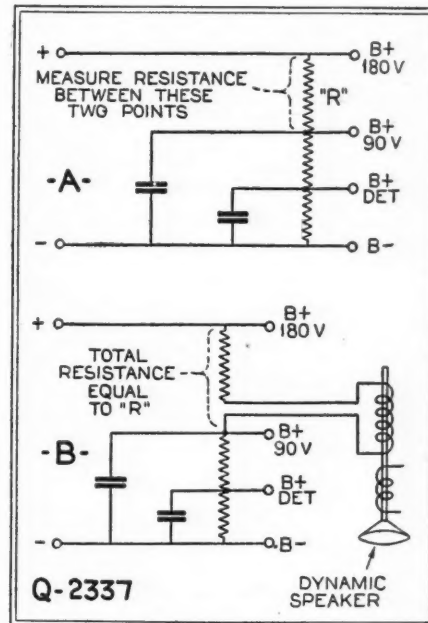 +
B+
180 V
MEASURE RESISTANCE
BETWEEN THESE
TWO POINTS
"R"
B+
90 V
-A-
B+
DET
-
B-
+
B+
180 V
TOTAL
RESISTANCE
EQUAL
TO "R"
B+
90 V
-B-
B+
DET
-
B-
Q-2337
DYNAMIC
SPEAKER